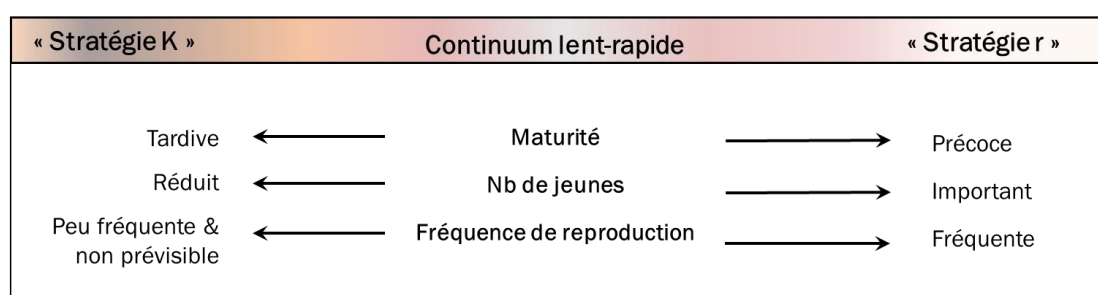 « Stratégie K » Continuum lent-rapide « Stratégie r »
Tardive Maturité Précoce
Réduit Nb de jeunes Important
Peu fréquente &
non prévisible
Fréquence de reproduction Fréquente